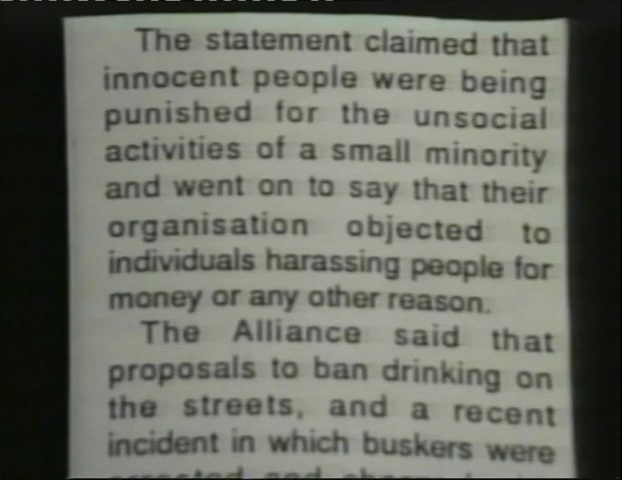 The statement claimed that
innocent people were being
punished for the unsocial
activities of a small minority
and went on to say that their
organisation objected to
individuals harassing people for
money or any other reason.
The Alliance said that
proposals to ban drinking on
the streets, and a recent
incident in which buskers were
arrested and